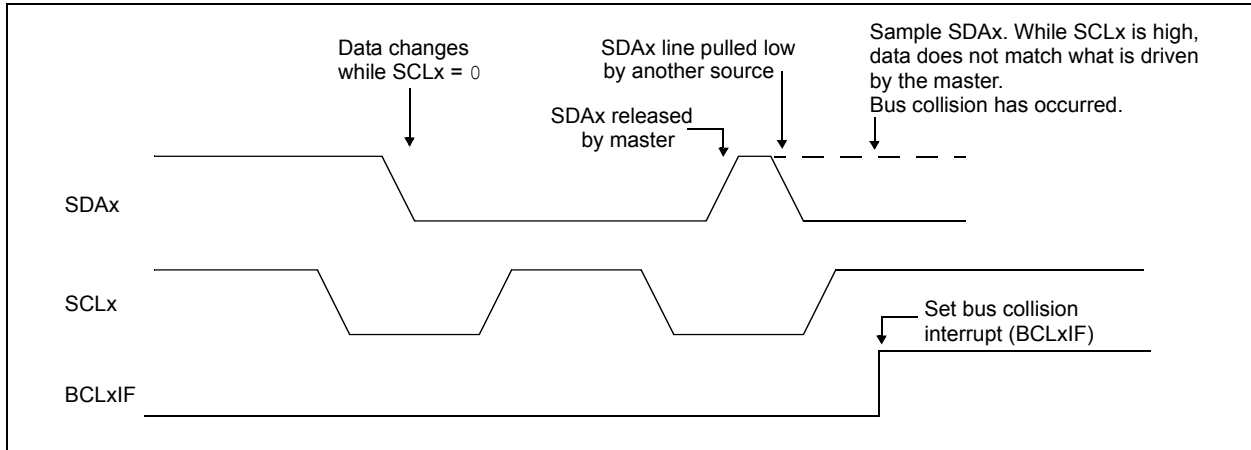 Data changes
while SCLx = 0
SDAx line pulled low
by another source
SDAx released
by master
Sample SDAx. While SCLx is high,
data does not match what is driven
by the master.
Bus collision has occurred.
SDAx
SCLx
Set bus collision
interrupt (BCLxIF)
BCLxIF